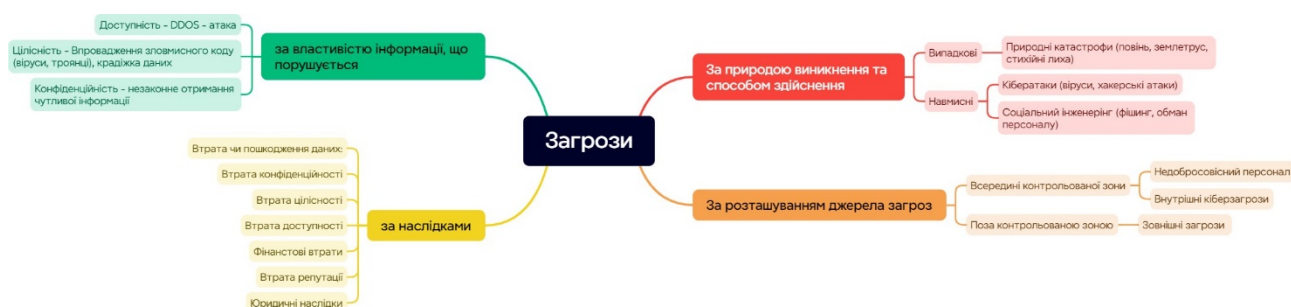 Доступність - DDOS - атака
Цілісність - Впровадження зловмисного коду
(віруси, троянці), крадіжка даних
Конфіденційність - незаконне отримання
чутливої інформації
за властивістю інформації, що
порушується
Втрата чи пошкодження даних:
Втрата конфіденційності
Втрата цілісності
Втрата доступності
Фінанстові втрати
Втрата репутації
Юридичні наслідки
за наслідками
Загрози
За природою виникнення та
способом здійснення
Випадкові
Природні катастрофи (повінь, землетрус,
стихійні лиха)
Навмисні
Кібератаки (віруси, хакерські атаки)
Соціальний інженерінг (фішинг, обман
персоналу)
За розташуванням джерела загроз
Всередині контрольованої зони
Недобросовісний персонал
Внутрішні кіберзагрози
Поза контрольованою зоною
Зовнішні загрози